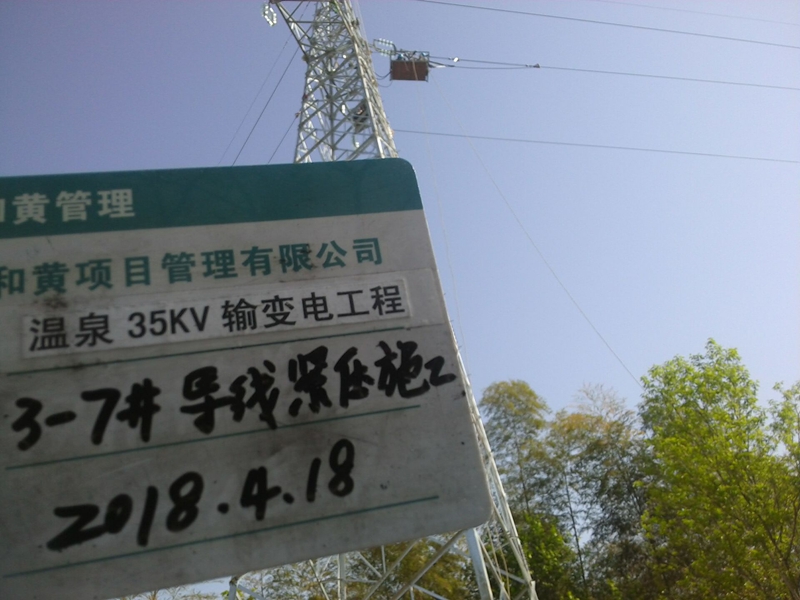 和黄管理
和黄项目管理有限公司
温泉 35KV 输变电工程
3-7# 导线紧线施工
2018.4.18